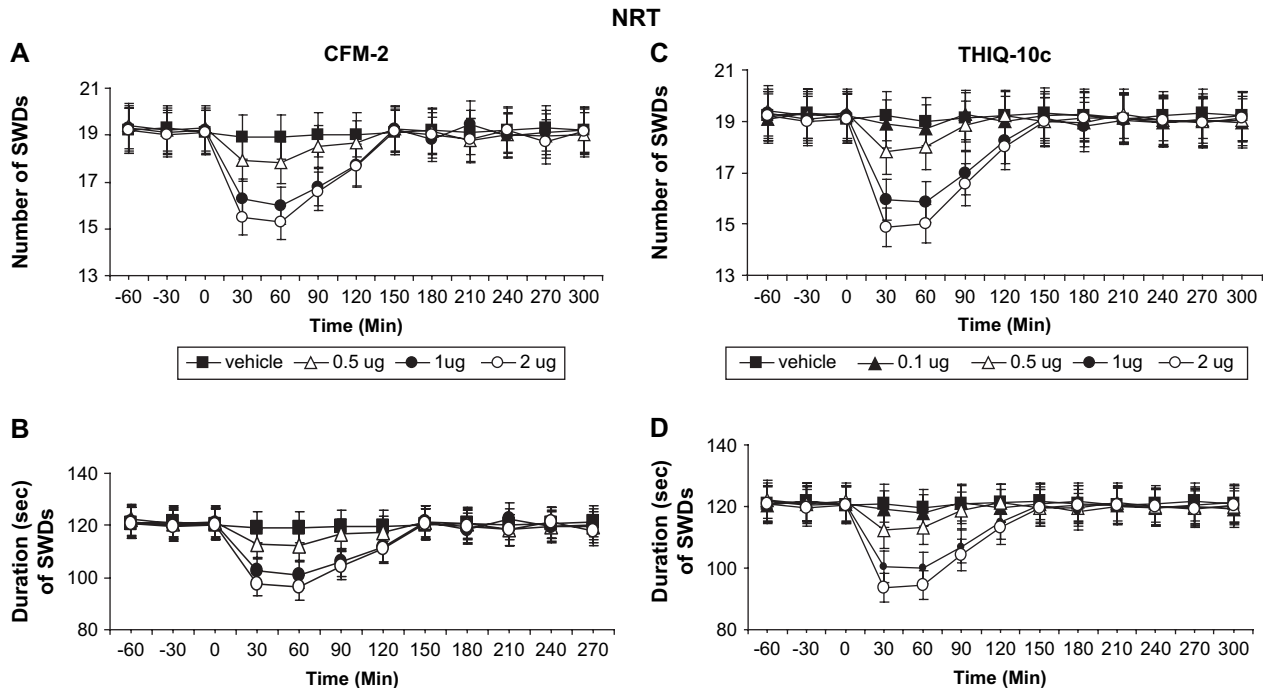 NRT
A
CFM-2
Number of SWDs
21
19
17
15
13
-60 -30 0 30 60 90 120 150 180 210 240 270 300
Time (Min)
vehicle 0.5 ug 1ug 2 ug
C
THIQ-10c
Number of SWDs
21
19
17
15
13
-60 -30 0 30 60 90 120 150 180 210 240 270 300
Time (Min)
vehicle 0.1 ug 0.5 ug 1ug 2 ug
B
Duration (sec)
of SWDs
140
120
100
80
-60 -30 0 30 60 90 120 150 180 210 240 270
Time (Min)
D
Duration (sec)
of SWDs
140
120
100
80
-60 -30 0 30 60 90 120 150 180 210 240 270 300
Time (Min)